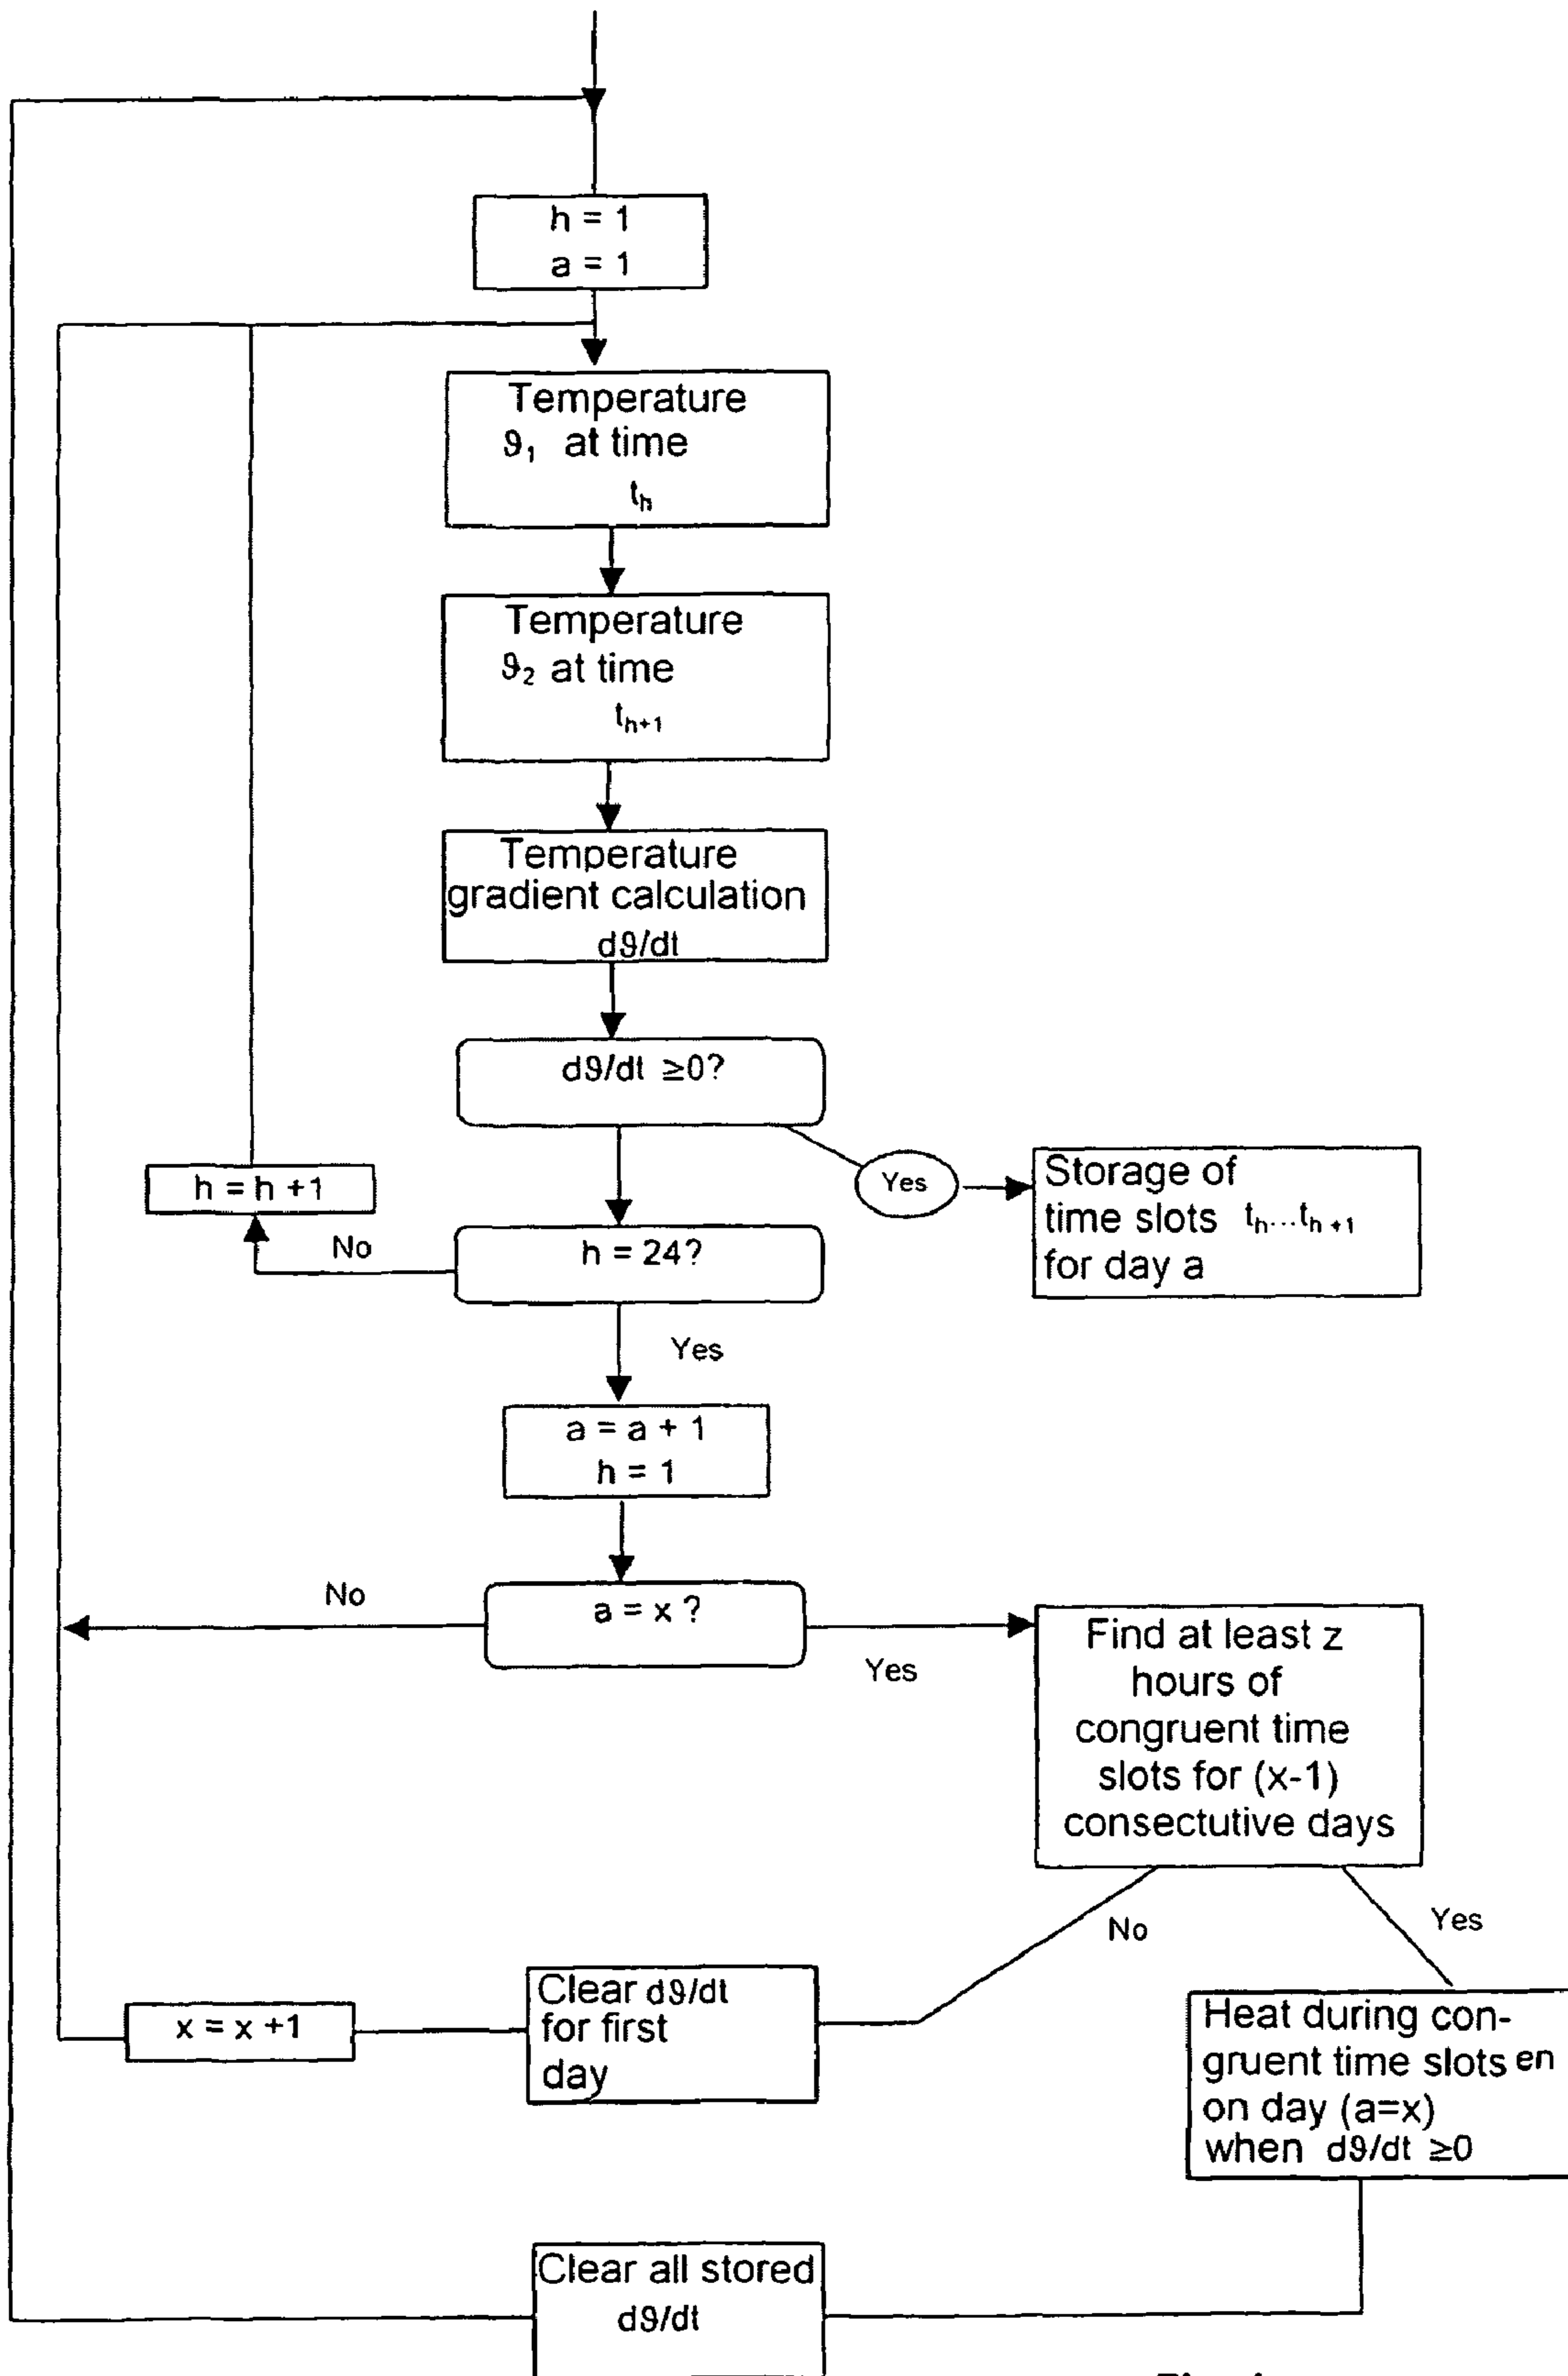 h = 1
a = 1
Temperature
ϑ₁ at time
tₕ
Temperature
ϑ₂ at time
tₕ₊₁
Temperature
gradient calculation
dϑ/dt
dϑ/dt ≥0?
Yes
Storage of
time slots tₕ...tₕ₊₁
for day a
h = h +1
No
h = 24?
Yes
a = a + 1
h = 1
No
a = x ?
Yes
Find at least z
hours of
congruent time
slots for (x-1)
consectutive days
No
Yes
x = x +1
Clear dϑ/dt
for first
day
Heat during con-
gruent time slots en
on day (a=x)
when dϑ/dt ≥0
Clear all stored
dϑ/dt